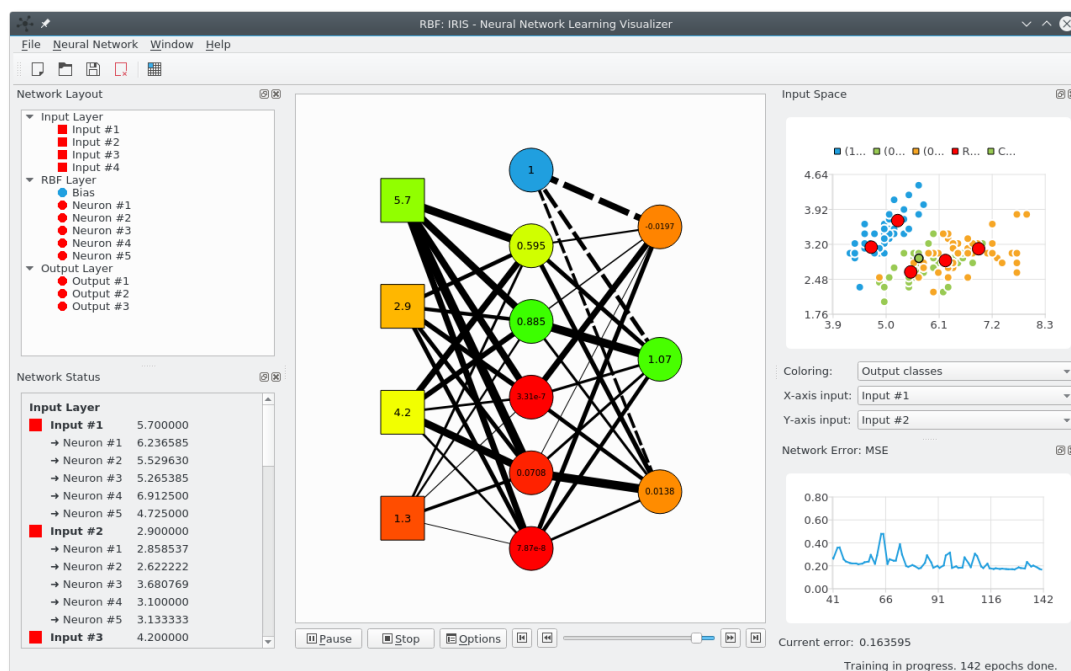 RBF: IRIS - Neural Network Learning Visualizer
File Neural Network Window Help
Network Layout
Input Layer
Input #1
Input #2
Input #3
Input #4
RBF Layer
Bias
Neuron #1
Neuron #2
Neuron #3
Neuron #4
Neuron #5
Output Layer
Output #1
Output #2
Output #3
Network Status
Input Layer
Input #1 5.700000
→ Neuron #1 6.236585
→ Neuron #2 5.529630
→ Neuron #3 5.265385
→ Neuron #4 6.912500
→ Neuron #5 4.725000
Input #2 2.900000
→ Neuron #1 2.858537
→ Neuron #2 2.622222
→ Neuron #3 3.680769
→ Neuron #4 3.100000
→ Neuron #5 3.133333
Input #3 4.200000
5.7
2.9
4.2
1.3
1
0.595
0.885
3.31e-7
0.0708
7.87e-8
-0.0197
1.07
0.0138
Pause Stop Options
Input Space
(1... (0... (0... R... C...
4.64
3.92
3.20
2.48
1.76
3.9 5.0 6.1 7.2 8.3
Coloring: Output classes
X-axis input: Input #1
Y-axis input: Input #2
Network Error: MSE
0.80
0.60
0.40
0.20
0.00
41 66 91 116 142
Current error: 0.163595
Training in progress. 142 epochs done.